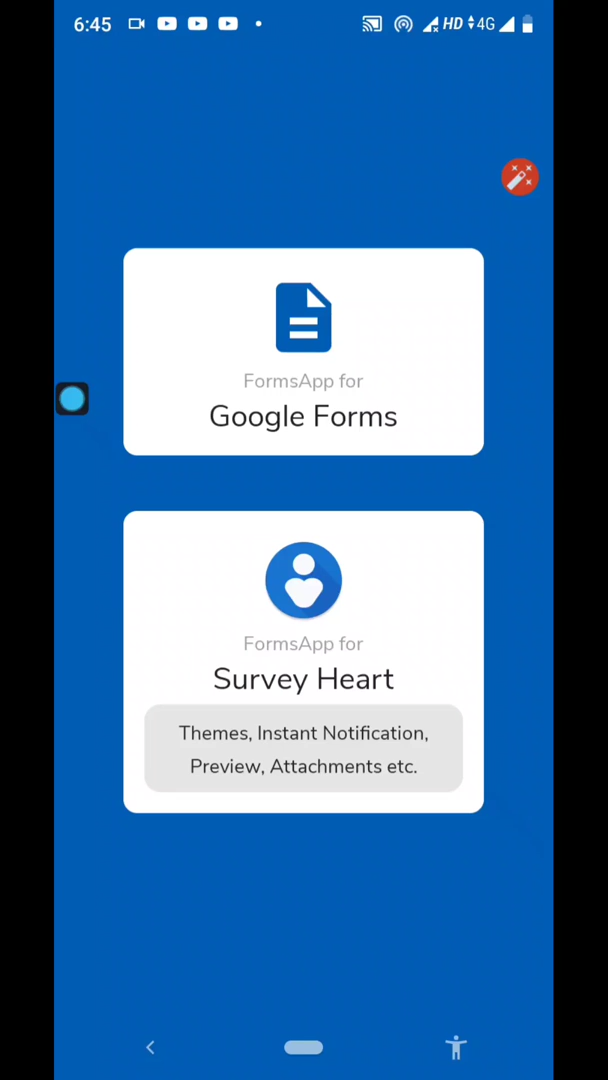 6:45 HD 4G
FormsApp for
Google Forms
FormsApp for
Survey Heart
Themes, Instant Notification,
Preview, Attachments etc.